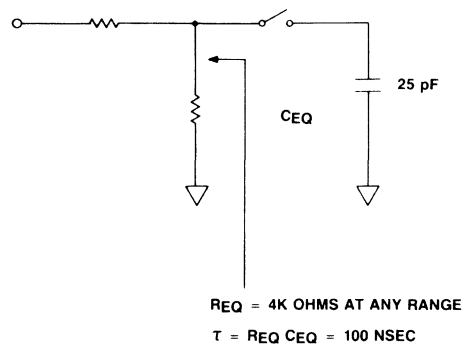 25 pF
CEQ
REQ = 4K OHMS AT ANY RANGE
τ = REQ CEQ = 100 NSEC